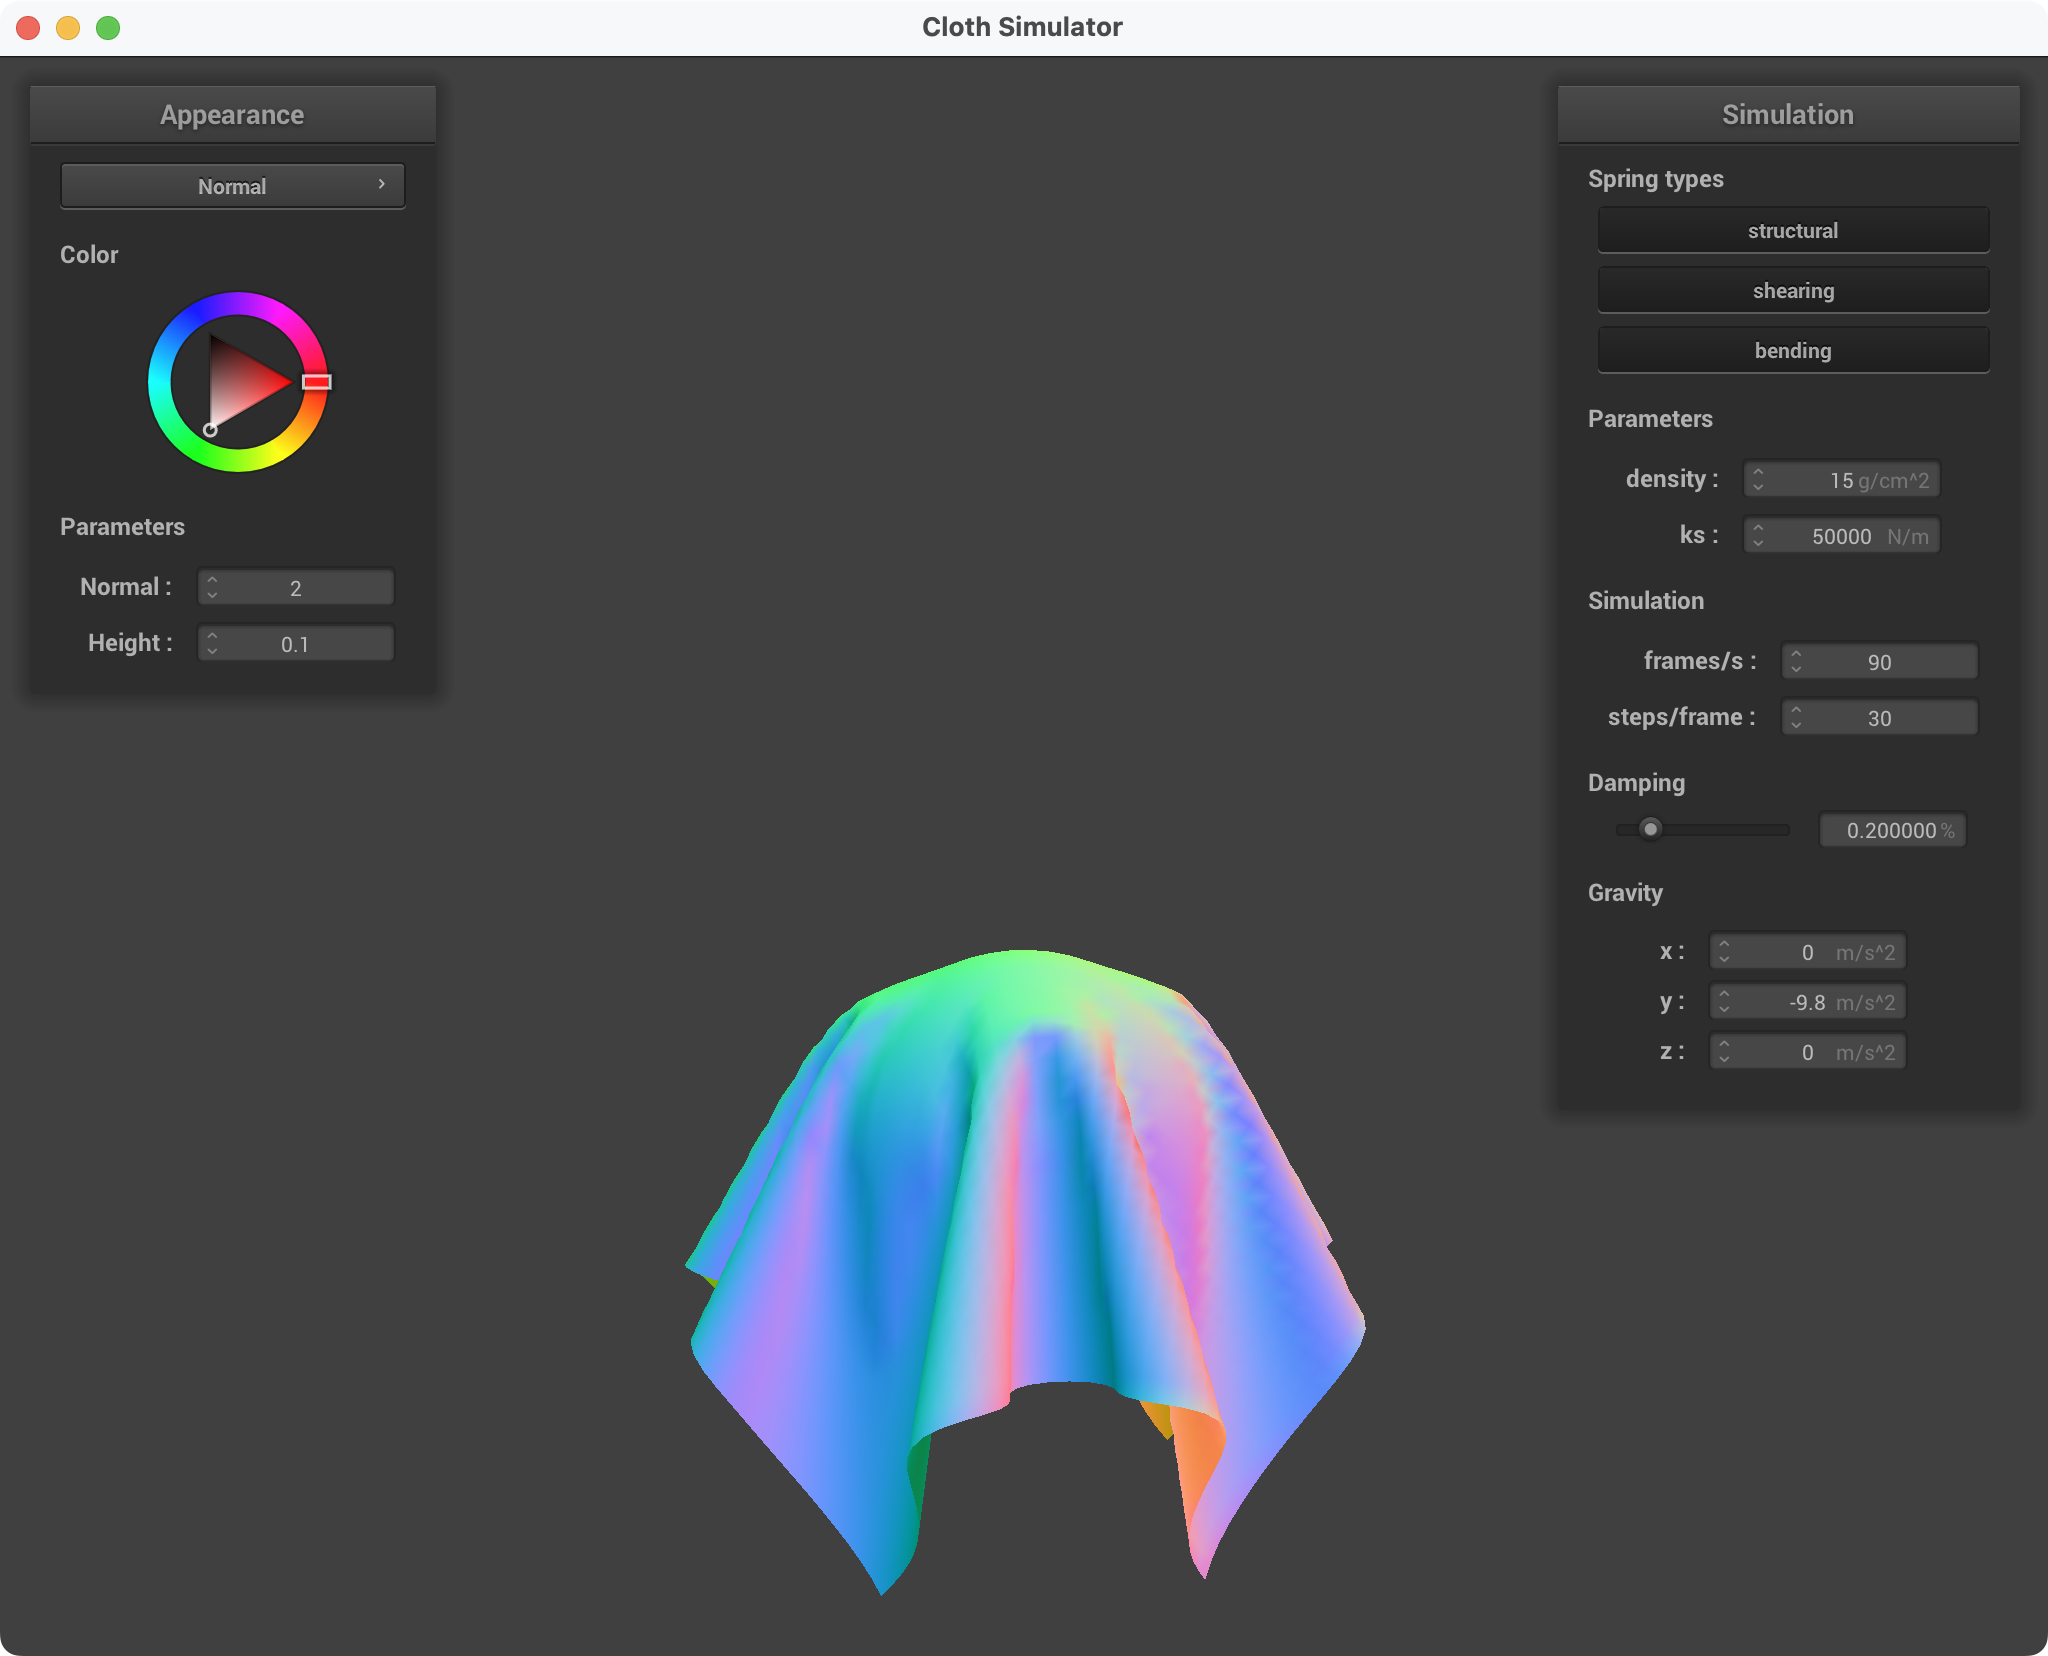 Cloth Simulator
Appearance
Normal
Color
Parameters
Normal : 2
Height : 0.1
Simulation
Spring types
structural
shearing
bending
Parameters
density : 15 g/cm^2
ks : 50000 N/m
Simulation
frames/s : 90
steps/frame : 30
Damping
0.200000 %
Gravity
x : 0 m/s^2
y : -9.8 m/s^2
z : 0 m/s^2